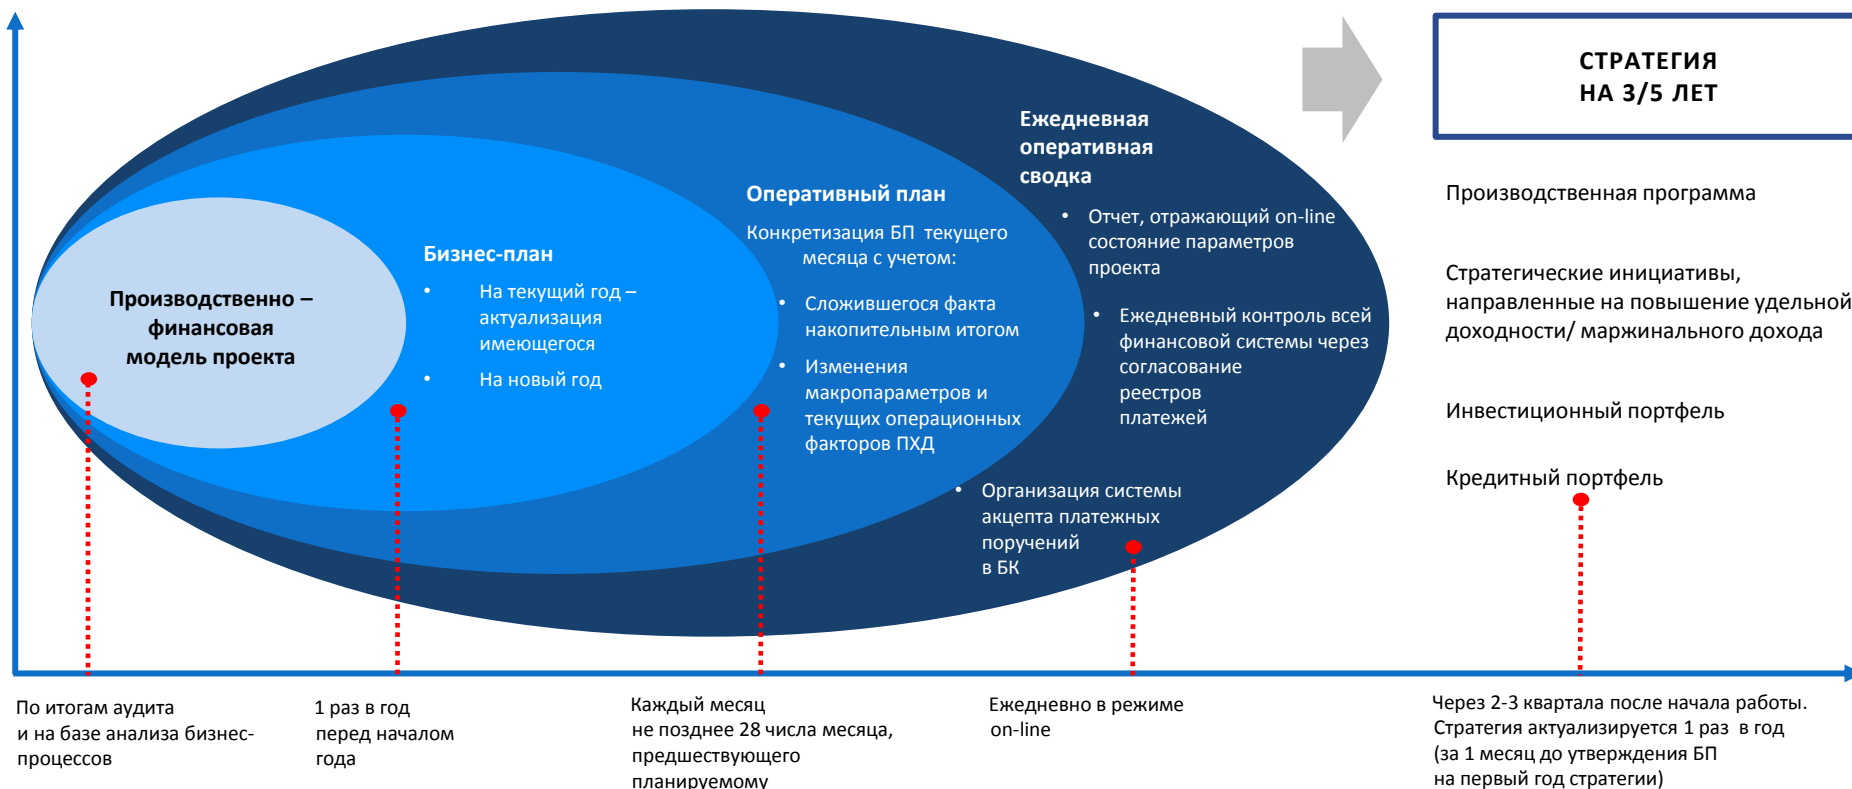 Производственно –
финансовая
модель проекта
Бизнес-план
• На текущий год –
актуализация
имеющегося
• На новый год
Оперативный план
Конкретизация БП текущего
месяца с учетом:
• Сложившегося факта
накопительным итогом
• Изменения
макропараметров и
текущих операционных
факторов ПХД
Ежедневная
оперативная
сводка
• Отчет, отражающий on-line
состояние параметров
проекта
• Ежедневный контроль всей
финансовой системы через
согласование
реестров
платежей
• Организация системы
акцепта платежных
поручений
в БК
СТРАТЕГИЯ
НА 3/5 ЛЕТ
Производственная программа
Стратегические инициативы,
направленные на повышение удельной
доходности/ маржинального дохода
Инвестиционный портфель
Кредитный портфель
По итогам аудита
и на базе анализа бизнес-
процессов
1 раз в год
перед началом
года
Каждый месяц
не позднее 28 числа месяца,
предшествующего
планируемому
Ежедневно в режиме
on-line
Через 2-3 квартала после начала работы.
Стратегия актуализируется 1 раз в год
(за 1 месяц до утверждения БП
на первый год стратегии)